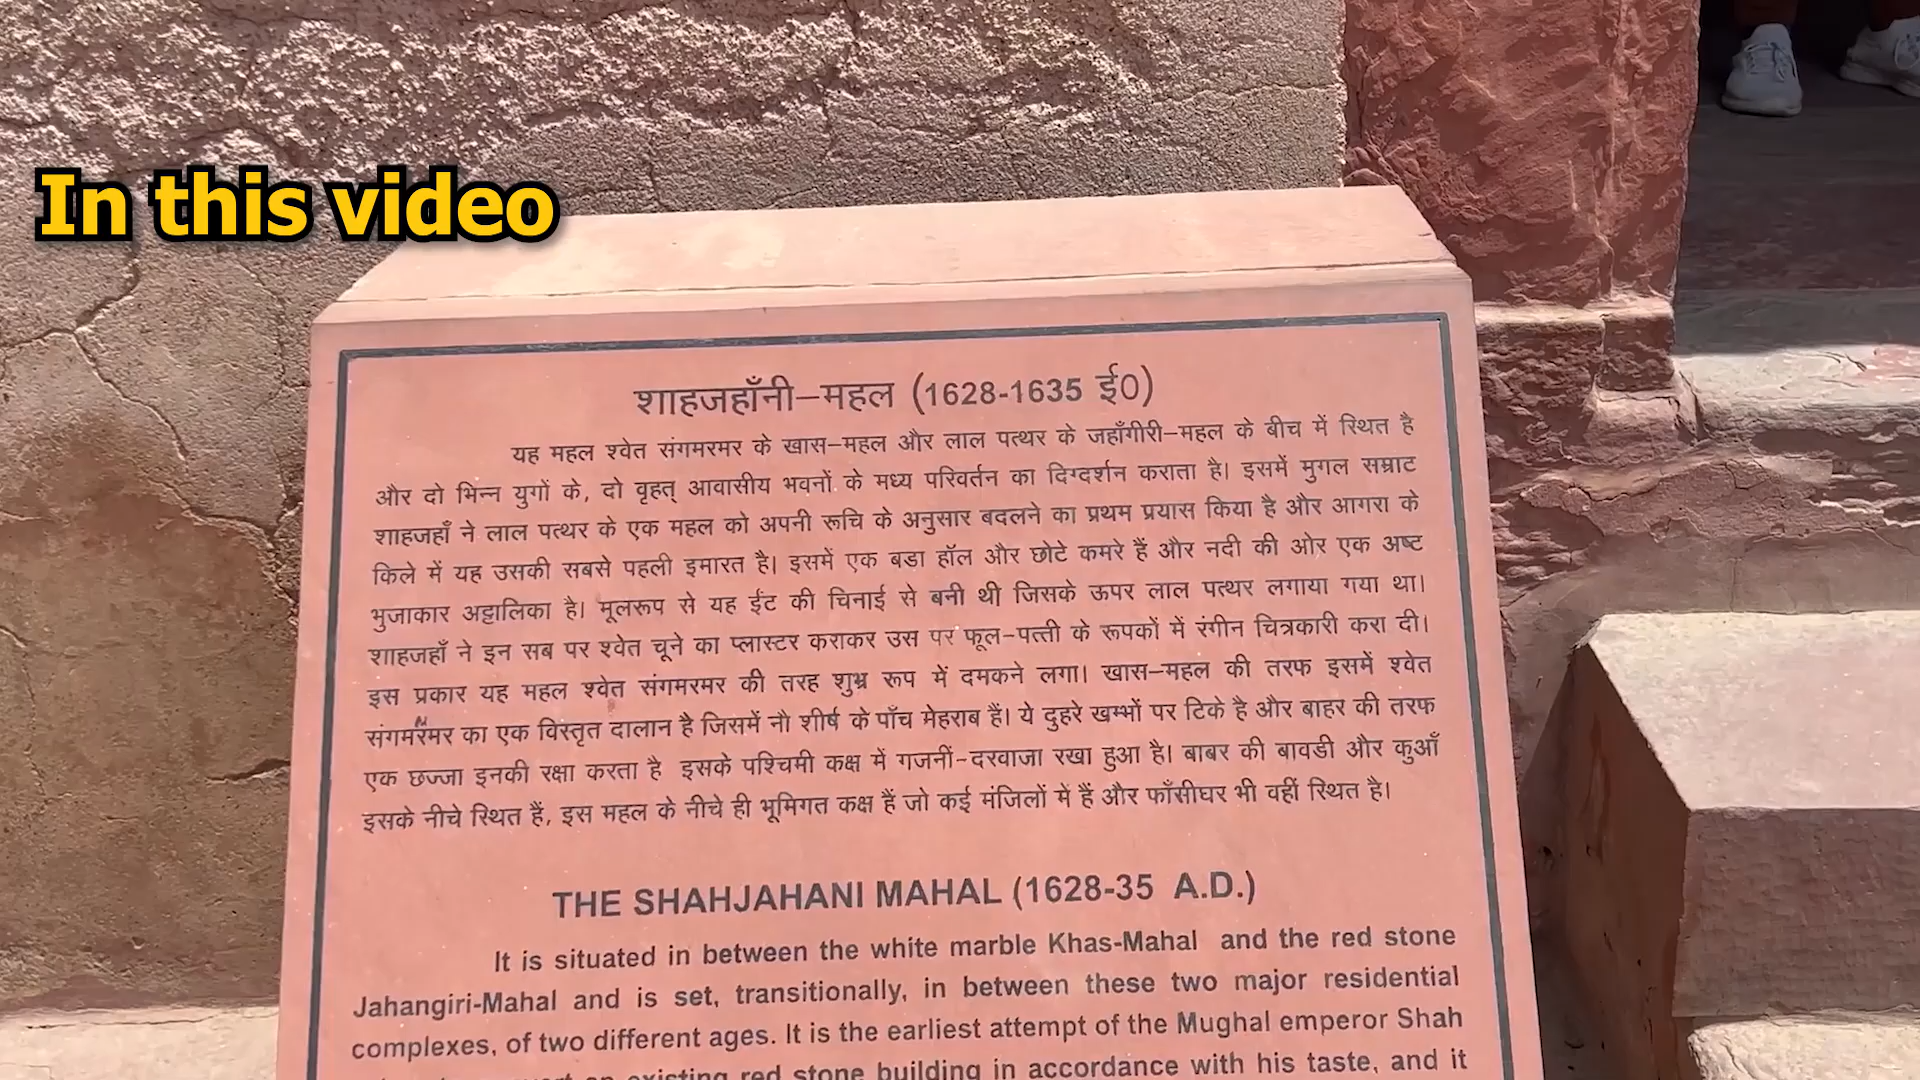 In this video
शाहजहाँनी–महल (1628-1635 ई0)
यह महल श्वेत संगमरमर के खास–महल और लाल पत्थर के जहाँगीरी–महल के बीच में स्थित है
और दो भिन्न युगों के, दो वृहत् आवासीय भवनों के मध्य परिवर्तन का दिग्दर्शन कराता है। इसमें मुगल सम्राट
शाहजहाँ ने लाल पत्थर के एक महल को अपनी रूचि के अनुसार बदलने का प्रथम प्रयास किया है और आगरा के
किले में यह उसकी सबसे पहली इमारत है। इसमें एक बडा हॉल और छोटे कमरे हैं और नदी की ओर एक अष्ट
भुजाकार अट्टालिका है। मूलरूप से यह ईंट की चिनाई से बनी थी जिसके ऊपर लाल पत्थर लगाया गया था।
शाहजहाँ ने इन सब पर श्वेत चूने का प्लास्टर कराकर उस पर फूल-पत्ती के रूपकों में रंगीन चित्रकारी करा दी।
इस प्रकार यह महल श्वेत संगमरमर की तरह शुभ्र रूप में दमकने लगा। खास–महल की तरफ इसमें श्वेत
संगमरमर का एक विस्तृत दालान है जिसमें नौ शीर्ष के पाँच मेहराब हैं। ये दुहरे खम्भों पर टिके है और बाहर की तरफ
एक छज्जा इनकी रक्षा करता है इसके पश्चिमी कक्ष में गजनीं-दरवाजा रखा हुआ है। बाबर की बावडी और कुआँ
इसके नीचे स्थित हैं, इस महल के नीचे ही भूमिगत कक्ष हैं जो कई मंजिलों में हैं और फाँसीघर भी वहीं स्थित है।
THE SHAHJAHANI MAHAL (1628-35 A.D.)
It is situated in between the white marble Khas-Mahal and the red stone
Jahangiri-Mahal and is set, transitionally, in between these two major residential
complexes, of two different ages. It is the earliest attempt of the Mughal emperor Shah
existing red stone building in accordance with his taste, and it